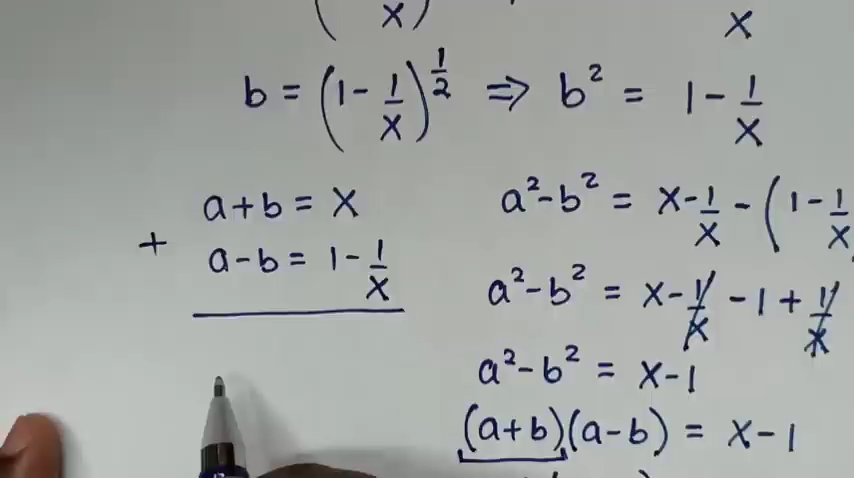 ( x ) x
b = (1 - 1/x)^1/2 ⇒ b² = 1 - 1/x
a + b = x
+ a - b = 1 - 1/x
a² - b² = x - 1/x - (1 - 1/x
a² - b² = x - 1/x - 1 + 1/x
a² - b² = x - 1
(a + b)(a - b) = x - 1